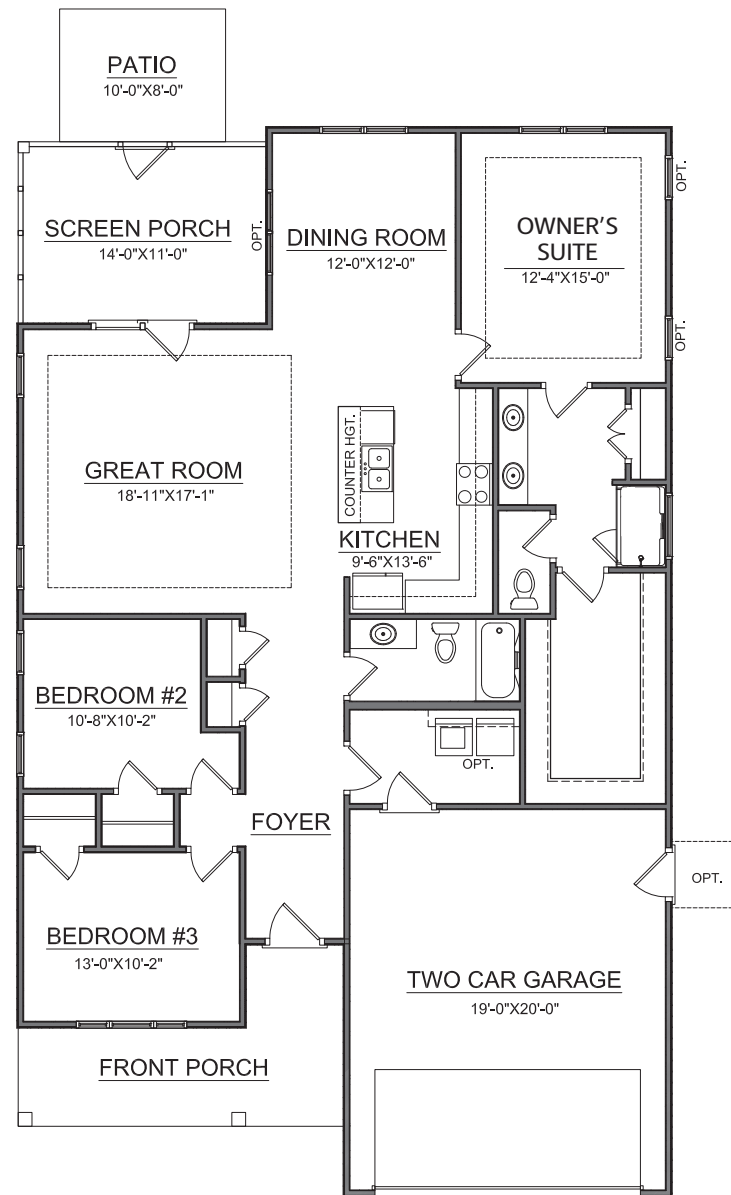 PATIO
10'-0"X8'-0"
SCREEN PORCH
14'-0"X11'-0"
OPT.
DINING ROOM
12'-0"X12'-0"
OWNER'S
SUITE
12'-4"X15'-0"
OPT.
OPT.
GREAT ROOM
18'-11"X17'-1"
COUNTER HGT.
KITCHEN
9'-6"X13'-6"
BEDROOM #2
10'-8"X10'-2"
OPT.
FOYER
OPT.
BEDROOM #3
13'-0"X10'-2"
TWO CAR GARAGE
19'-0"X20'-0"
FRONT PORCH